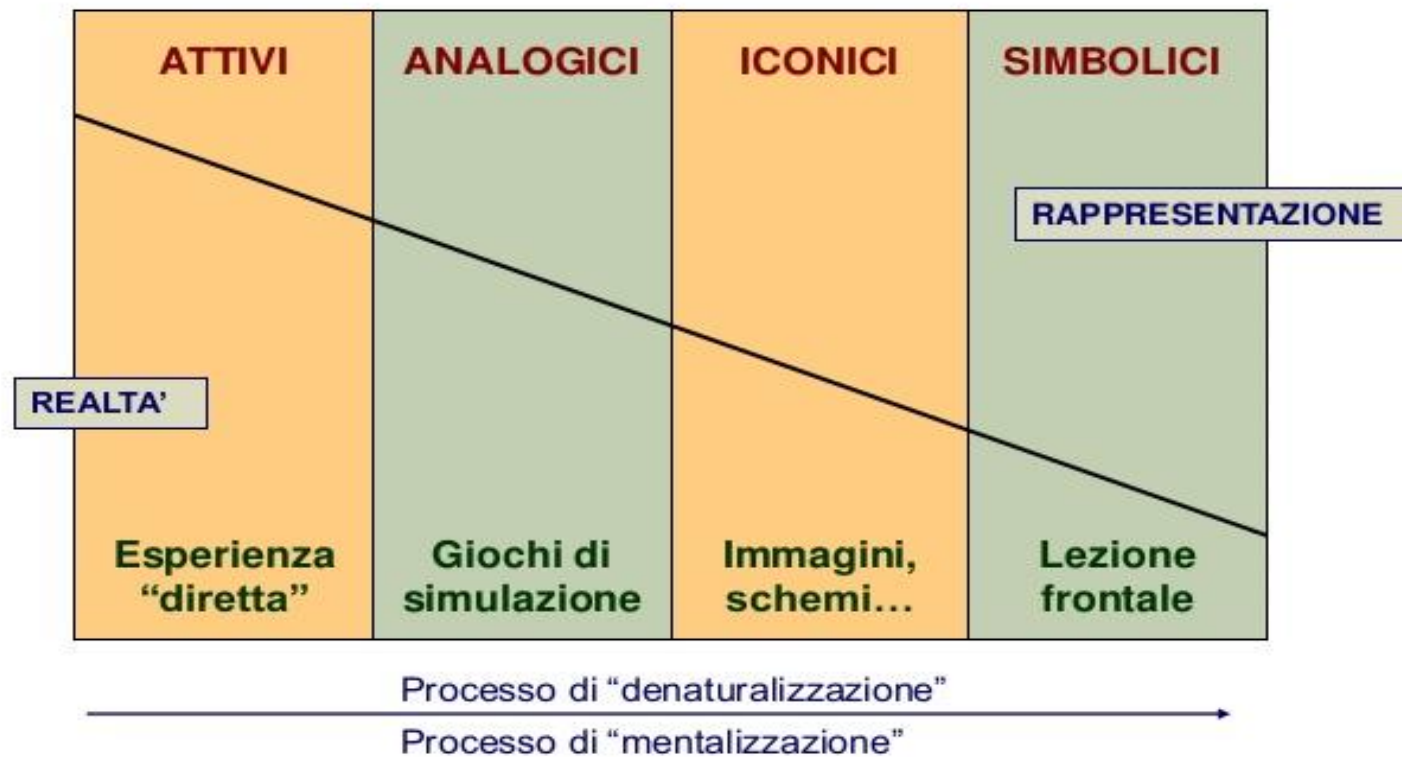 ATTIVI
ANALOGICI
ICONICI
SIMBOLICI
RAPPRESENTAZIONE
REALTA’
Esperienza
“diretta”
Giochi di
simulazione
Immagini,
schemi…
Lezione
frontale
Processo di “denaturalizzazione”
Processo di “mentalizzazione”